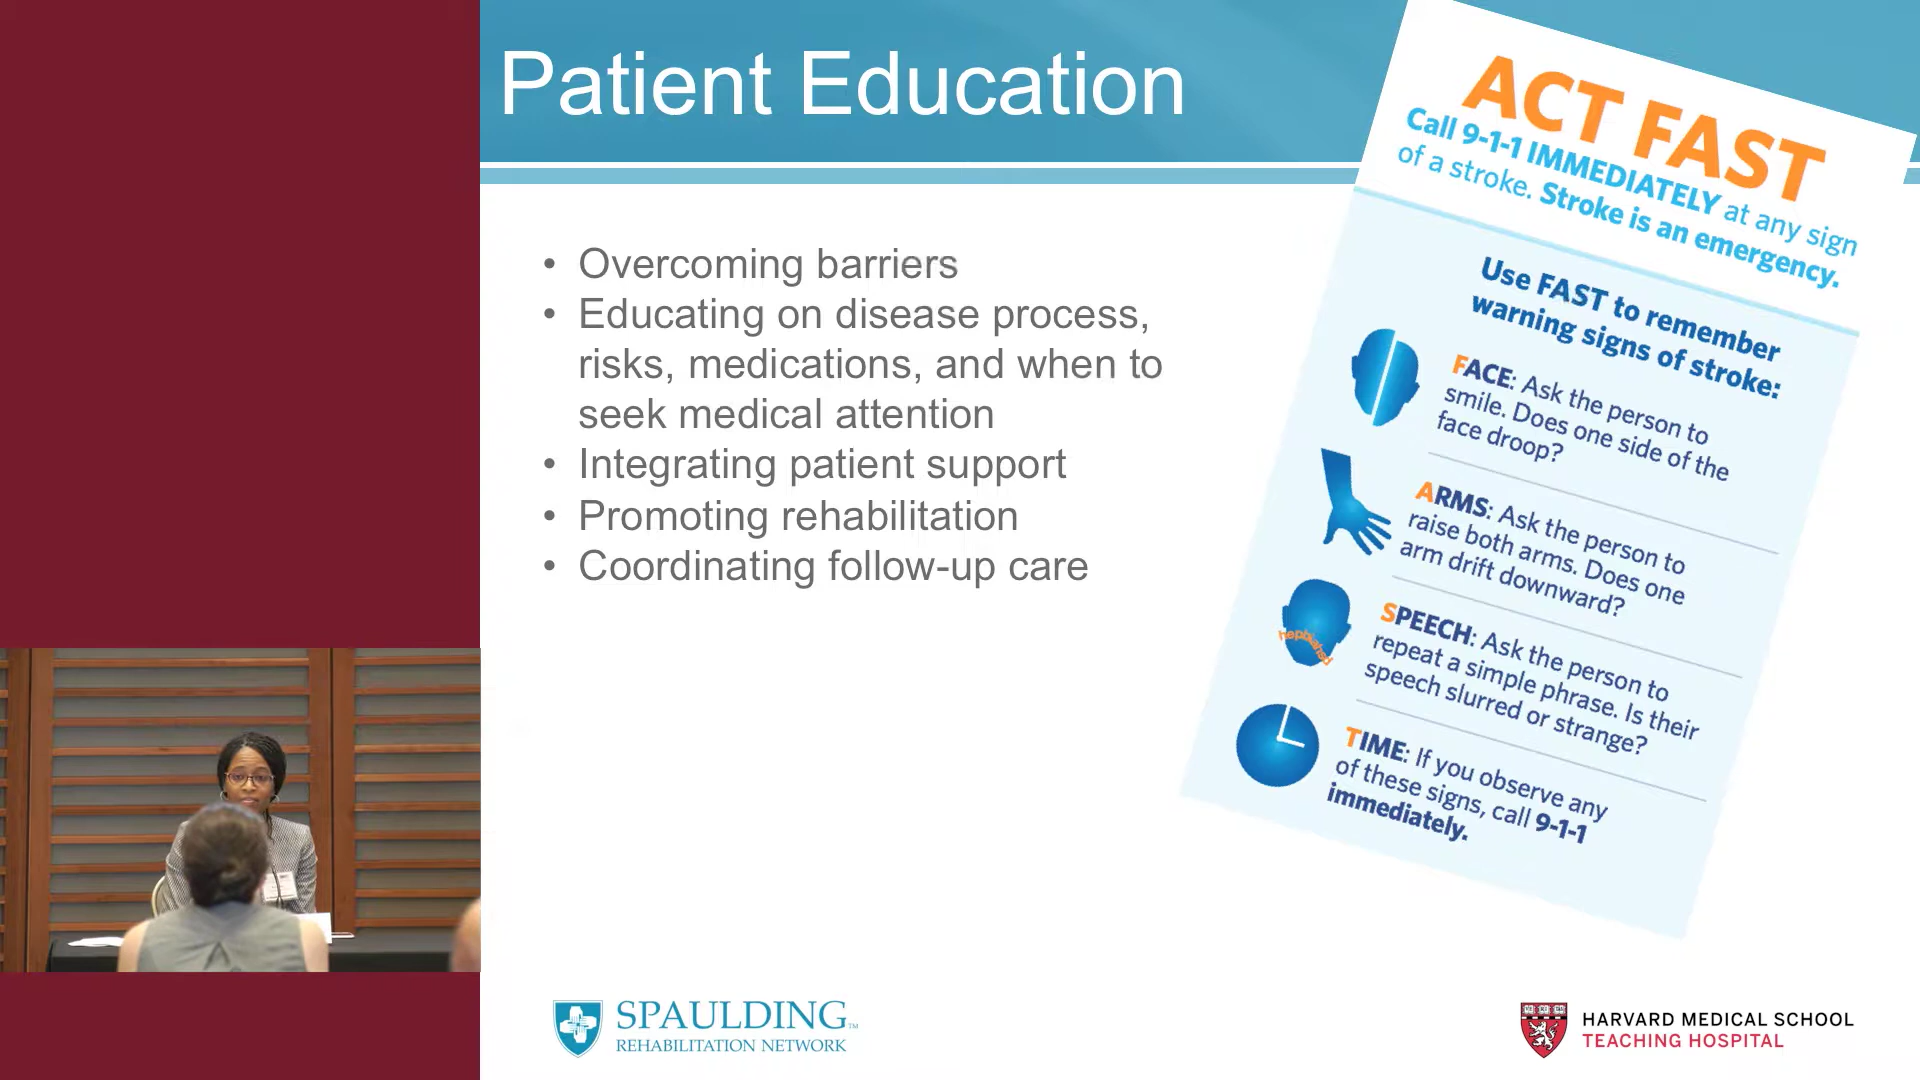 Patient Education
• Overcoming barriers
• Educating on disease process,
risks, medications, and when to
seek medical attention
• Integrating patient support
• Promoting rehabilitation
• Coordinating follow-up care
ACT FAST
Call 9-1-1 IMMEDIATELY at any sign
of a stroke. Stroke is an emergency.
Use FAST to remember
warning signs of stroke:
FACE: Ask the person to
smile. Does one side of the
face droop?
ARMS: Ask the person to
raise both arms. Does one
arm drift downward?
SPEECH: Ask the person to
repeat a simple phrase. Is their
speech slurred or strange?
TIME: If you observe any
of these signs, call 9-1-1
immediately.
SPAULDING™
REHABILITATION NETWORK
HARVARD MEDICAL SCHOOL
TEACHING HOSPITAL